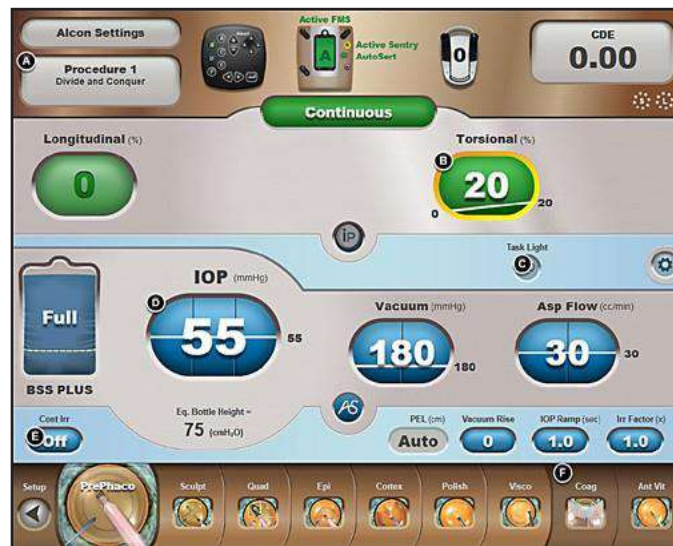 Alcon Settings
A
Procedure 1
Divide and Conquer
Active FMS
A
Active Sentry
AutoSert
0
CDE
0.00
Continuous
Longitudinal (%)
0
Torsional (%)
B
20
0
20
iP
Task Light
C
Full
BSS PLUS
IOP (mmHg)
D
55
55
Eq. Bottle Height =
75 (cmH₂O)
Vacuum (mmHg)
180
180
Asp Flow (cc/min)
30
30
AS
Cont Irr
E
Off
PEL (cm)
Auto
Vacuum Rise
0
IOP Ramp (sec)
1.0
Irr Factor (x)
1.0
Setup
PrePhaco
Sculpt
Quad
Epi
Cortex
Polish
Visco
F
Coag
Ant Vit